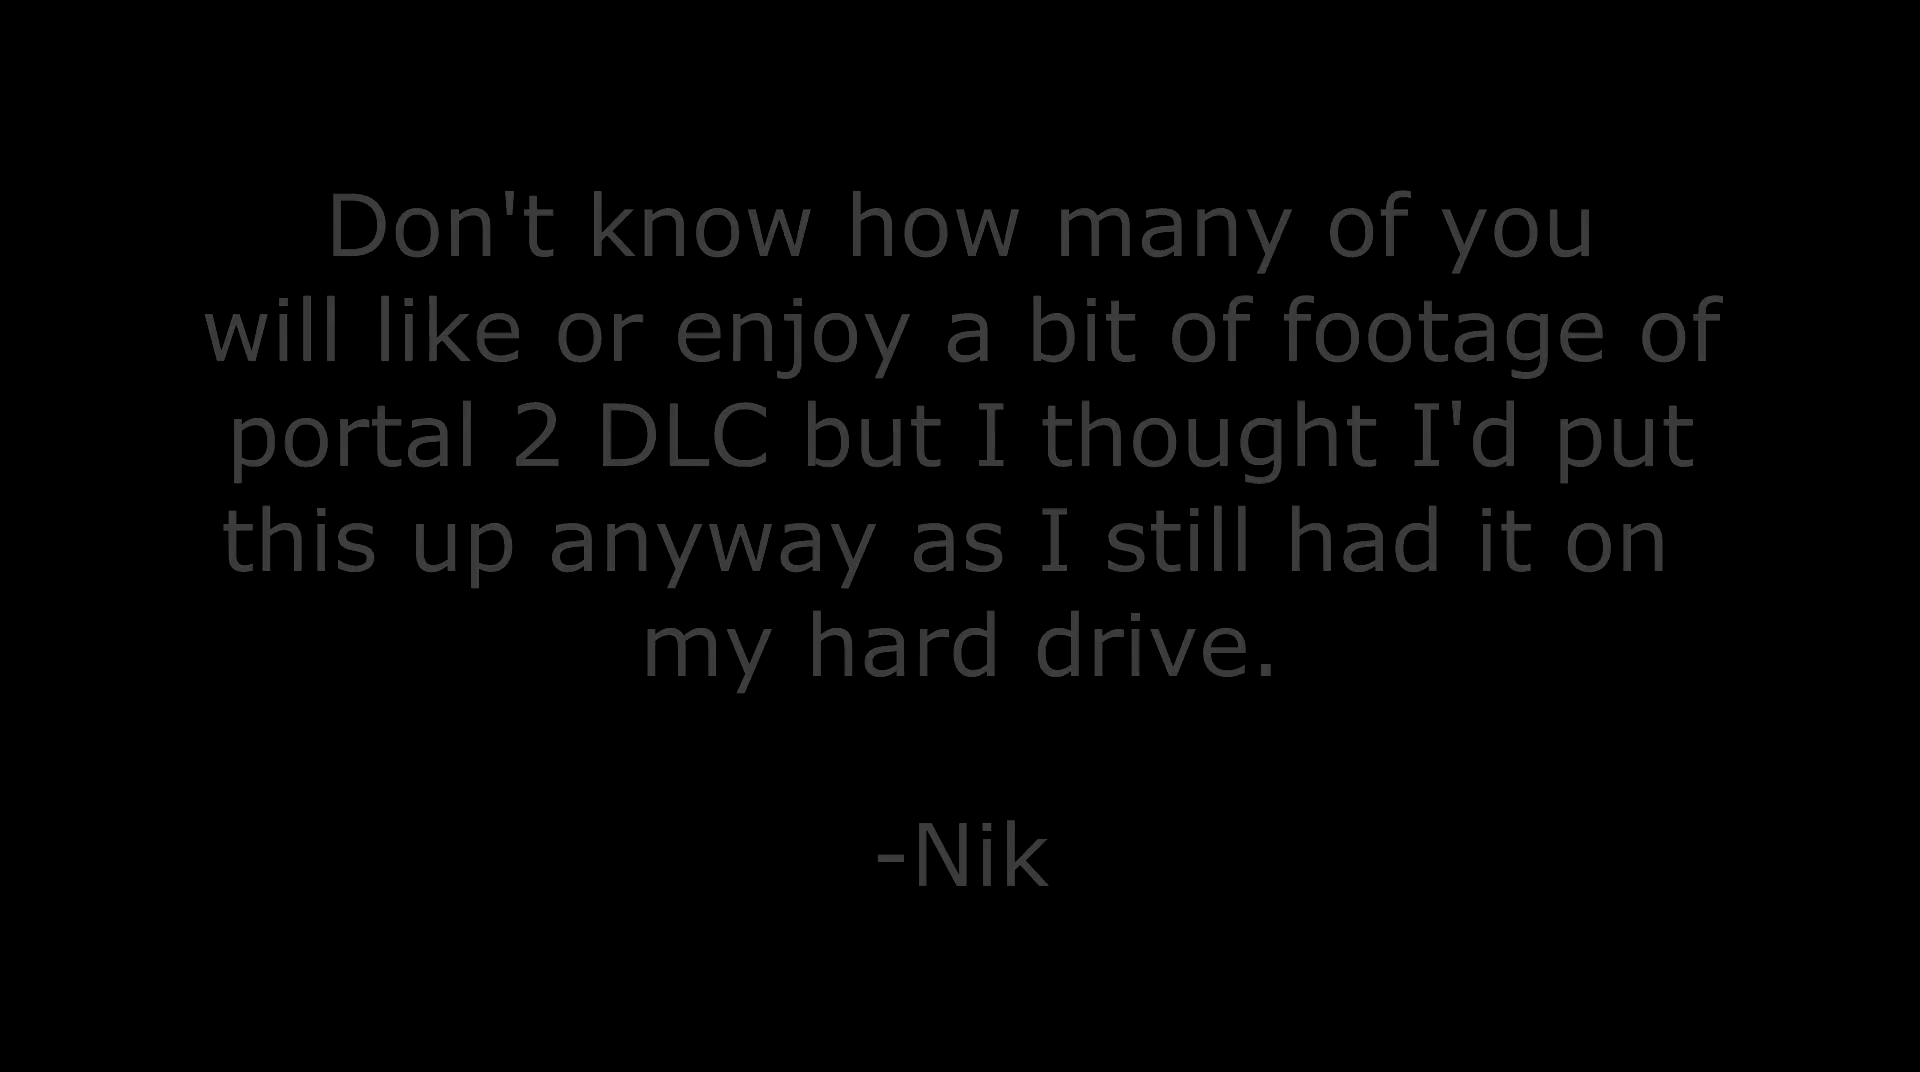 Don't know how many of you
will like or enjoy a bit of footage of
portal 2 DLC but I thought I'd put
this up anyway as I still had it on
my hard drive.
-Nik